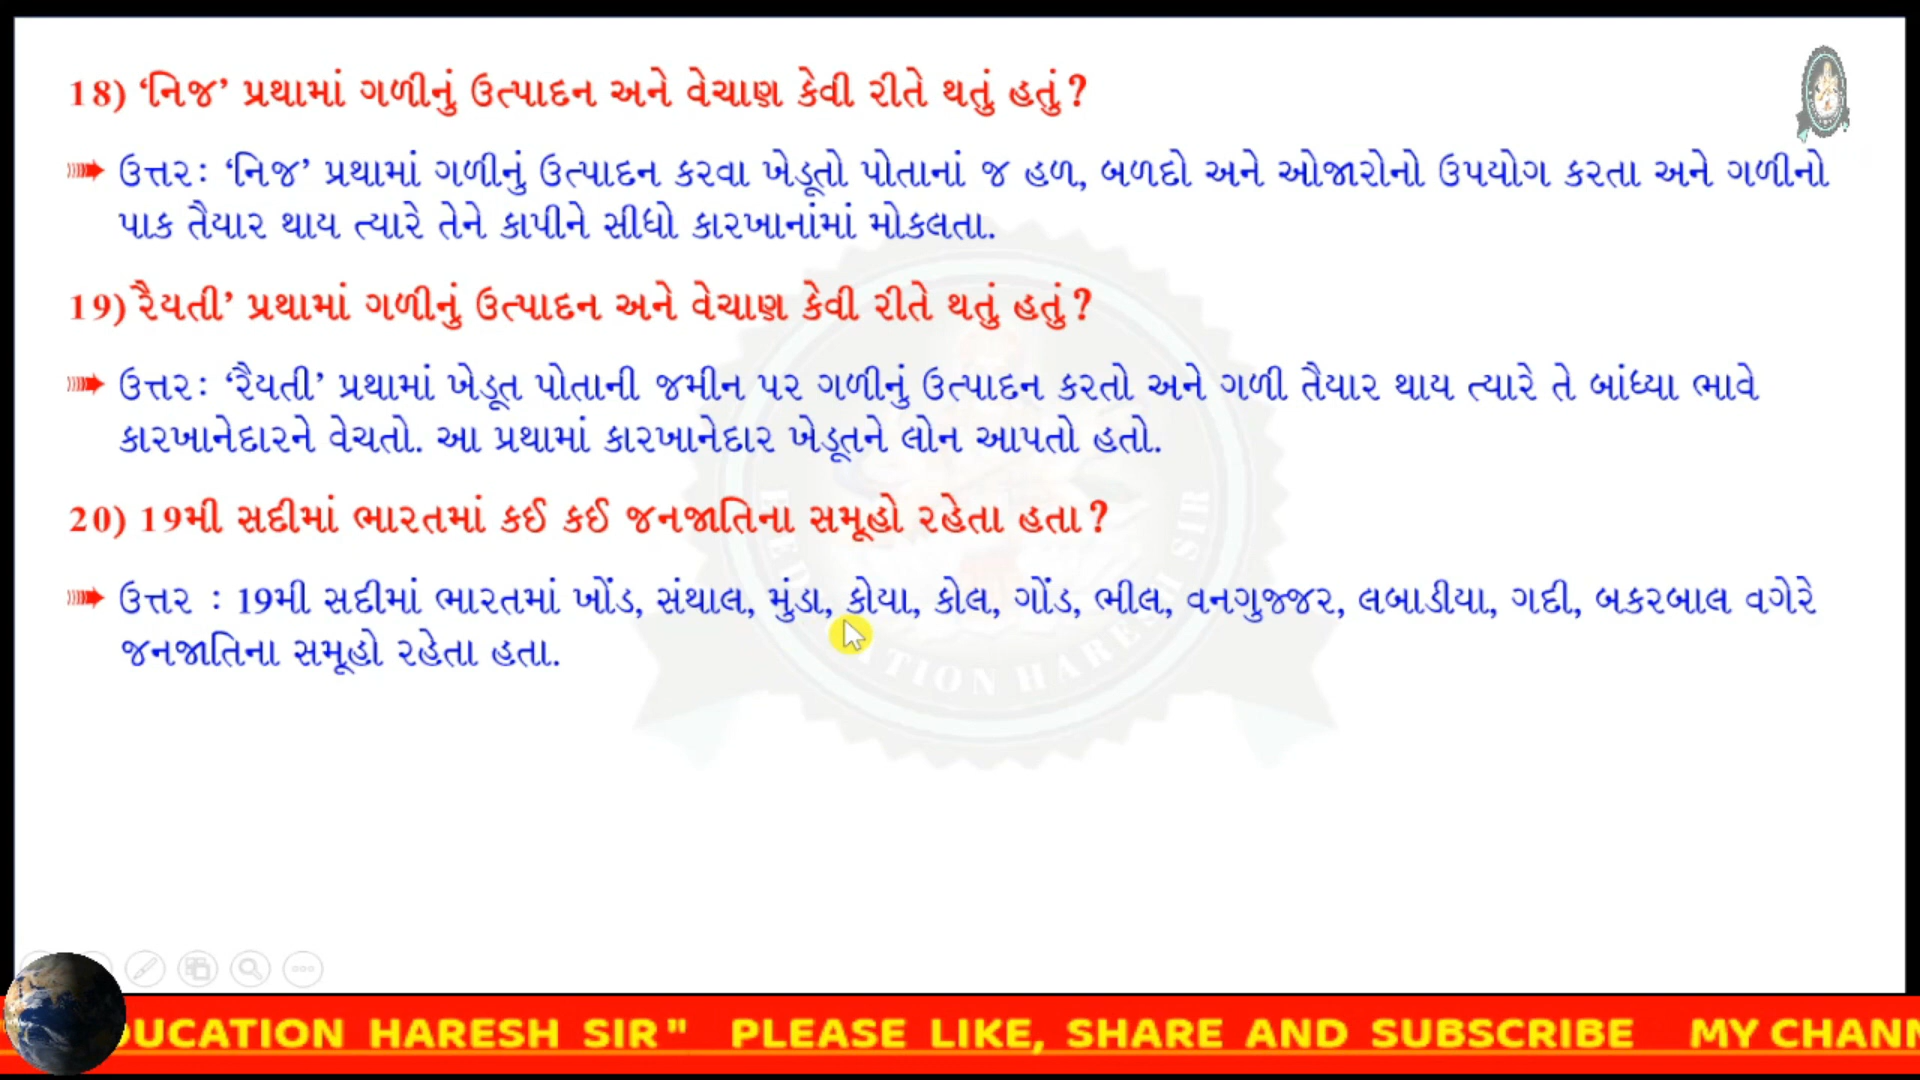 18) ‘નિજ’ પ્રથામાં ગળીનું ઉત્પાદન અને વેચાણ કેવી રીતે થતું હતું?
ઉત્તર: ‘નિજ’ પ્રથામાં ગળીનું ઉત્પાદન કરવા ખેડૂતો પોતાનાં જ હળ, બળદો અને ઓજારોનો ઉપયોગ કરતા અને ગળીનો
પાક તૈયાર થાય ત્યારે તેને કાપીને સીધો કારખાનાંમાં મોકલતા.
19) રૈયતી’ પ્રથામાં ગળીનું ઉત્પાદન અને વેચાણ કેવી રીતે થતું હતું?
ઉત્તર: ‘રૈયતી’ પ્રથામાં ખેડૂત પોતાની જમીન પર ગળીનું ઉત્પાદન કરતો અને ગળી તૈયાર થાય ત્યારે તે બાંધ્યા ભાવે
કારખાનેદારને વેચતો. આ પ્રથામાં કારખાનેદાર ખેડૂતને લોન આપતો હતો.
20) 19મી સદીમાં ભારતમાં કઈ કઈ જનજાતિના સમૂહો રહેતા હતા?
ઉત્તર : 19મી સદીમાં ભારતમાં ખોંડ, સંથાલ, મુંડા, કોયા, કોલ, ગોંડ, ભીલ, વનગુજ્જર, લબાડીયા, ગદી, બકરબાલ વગેરે
જનજાતિના સમૂહો રહેતા હતા.
DUCATION HARESH SIR" PLEASE LIKE, SHARE AND SUBSCRIBE MY CHANN